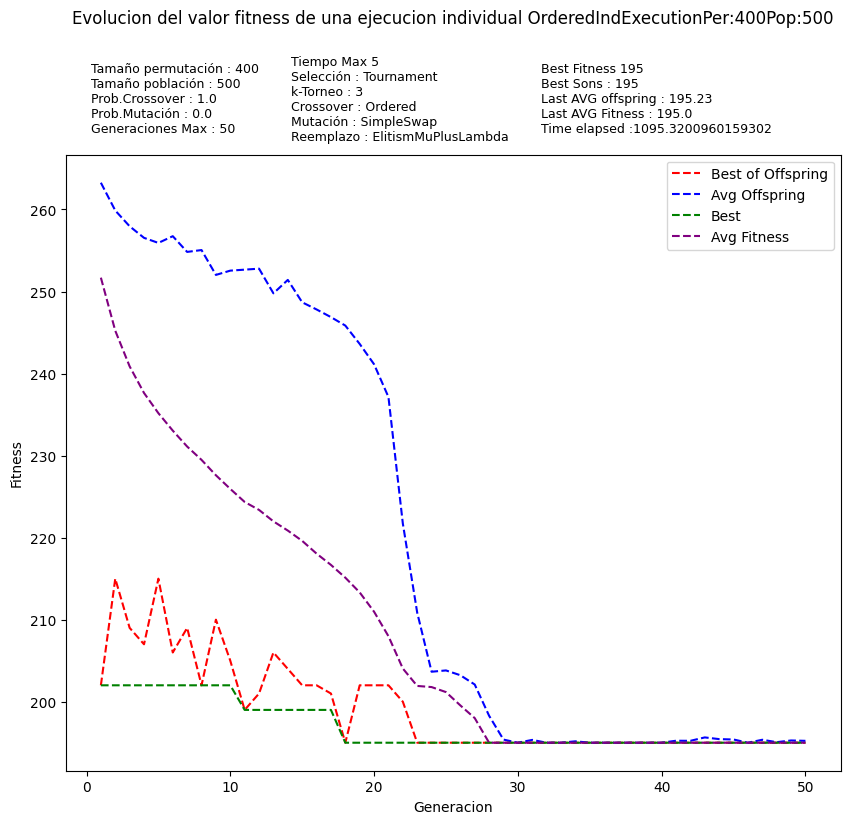 Evolucion del valor fitness de una ejecucion individual OrderedIndExecutionPer:400Pop:500
Tamaño permutación : 400
Tamaño población : 500
Prob.Crossover : 1.0
Prob.Mutación : 0.0
Generaciones Max : 50
Tiempo Max 5
Selección : Tournament
k-Torneo : 3
Crossover : Ordered
Mutación : SimpleSwap
Reemplazo : ElitismMuPlusLambda
Best Fitness 195
Best Sons : 195
Last AVG offspring : 195.23
Last AVG Fitness : 195.0
Time elapsed :1095.3200960159302
Best of Offspring
Avg Offspring
Best
Avg Fitness
Fitness
260
250
240
230
220
210
200
0 10 20 30 40 50
Generacion